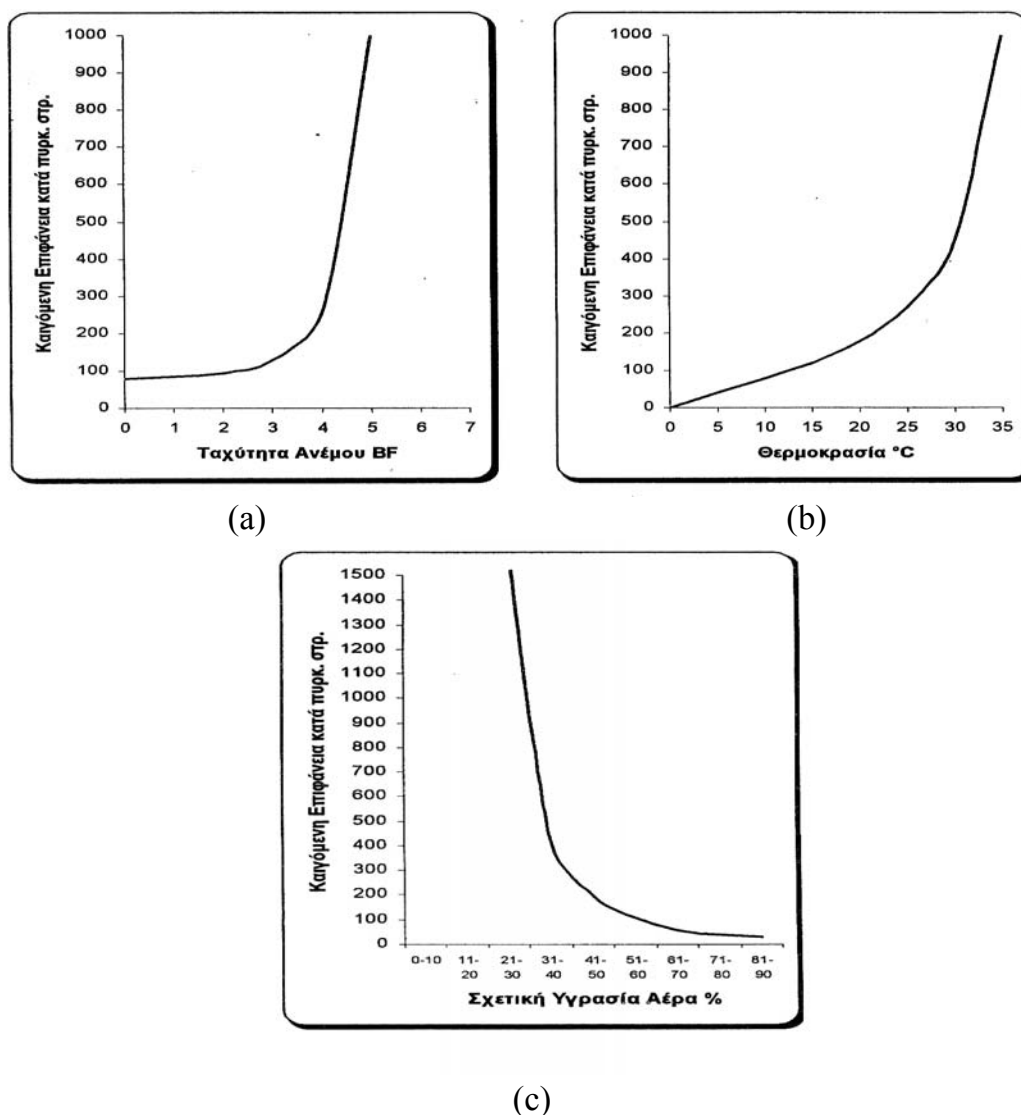 Καιγόμενη Επιφάνεια κατά πυρκ. στρ.
1000
900
800
700
600
500
400
300
200
100
0
0 1 2 3 4 5 6 7
Ταχύτητα Ανέμου BF
(a)
Καιγόμενη Επιφάνεια κατά πυρκ. στρ.
1000
900
800
700
600
500
400
300
200
100
0
0 5 10 15 20 25 30 35
Θερμοκρασία °C
(b)
Καιγόμενη Επιφάνεια κατά πυρκ. στρ.
1500
1400
1300
1200
1100
1000
900
800
700
600
500
400
300
200
100
0
0-10 11- 21- 31- 41- 51- 61- 71- 81-
20 30 40 50 60 70 80 90
Σχετική Υγρασία Αέρα %
(c)